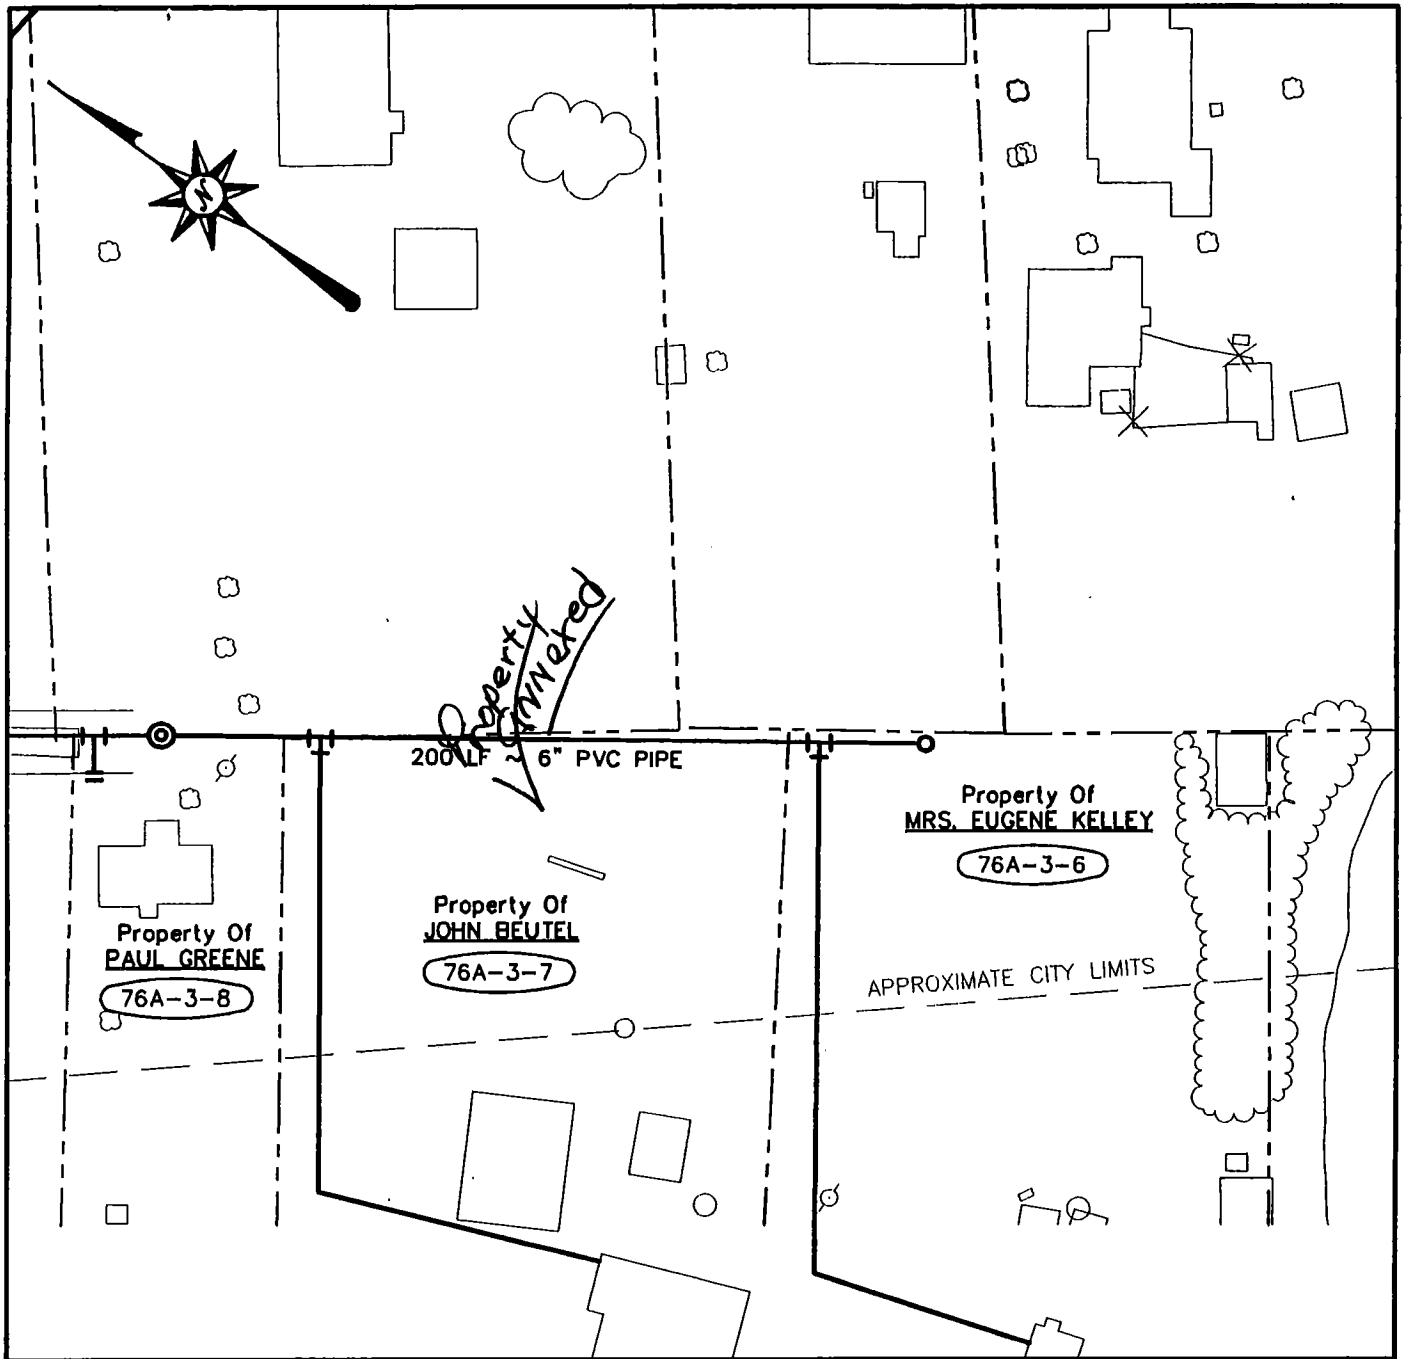 N
Property
200 LF ~ 6" PVC PIPE
Property Of
MRS. EUGENE KELLEY
76A-3-6
Property Of
JOHN BEUTEL
76A-3-7
Property Of
PAUL GREENE
76A-3-8
APPROXIMATE CITY LIMITS